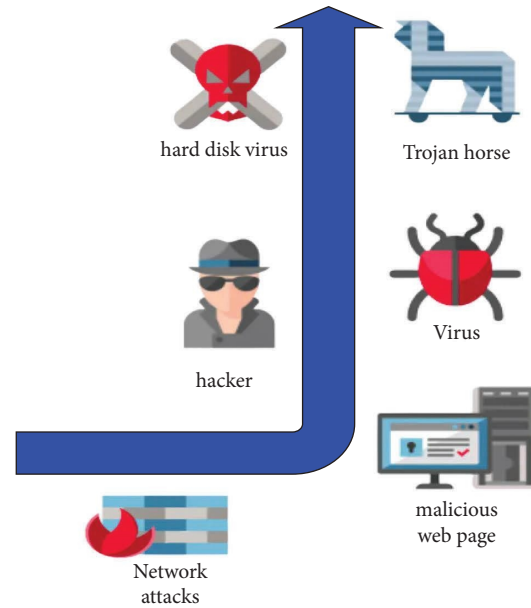 hard disk virus
Trojan horse
hacker
Virus
malicious
web page
Network
attacks